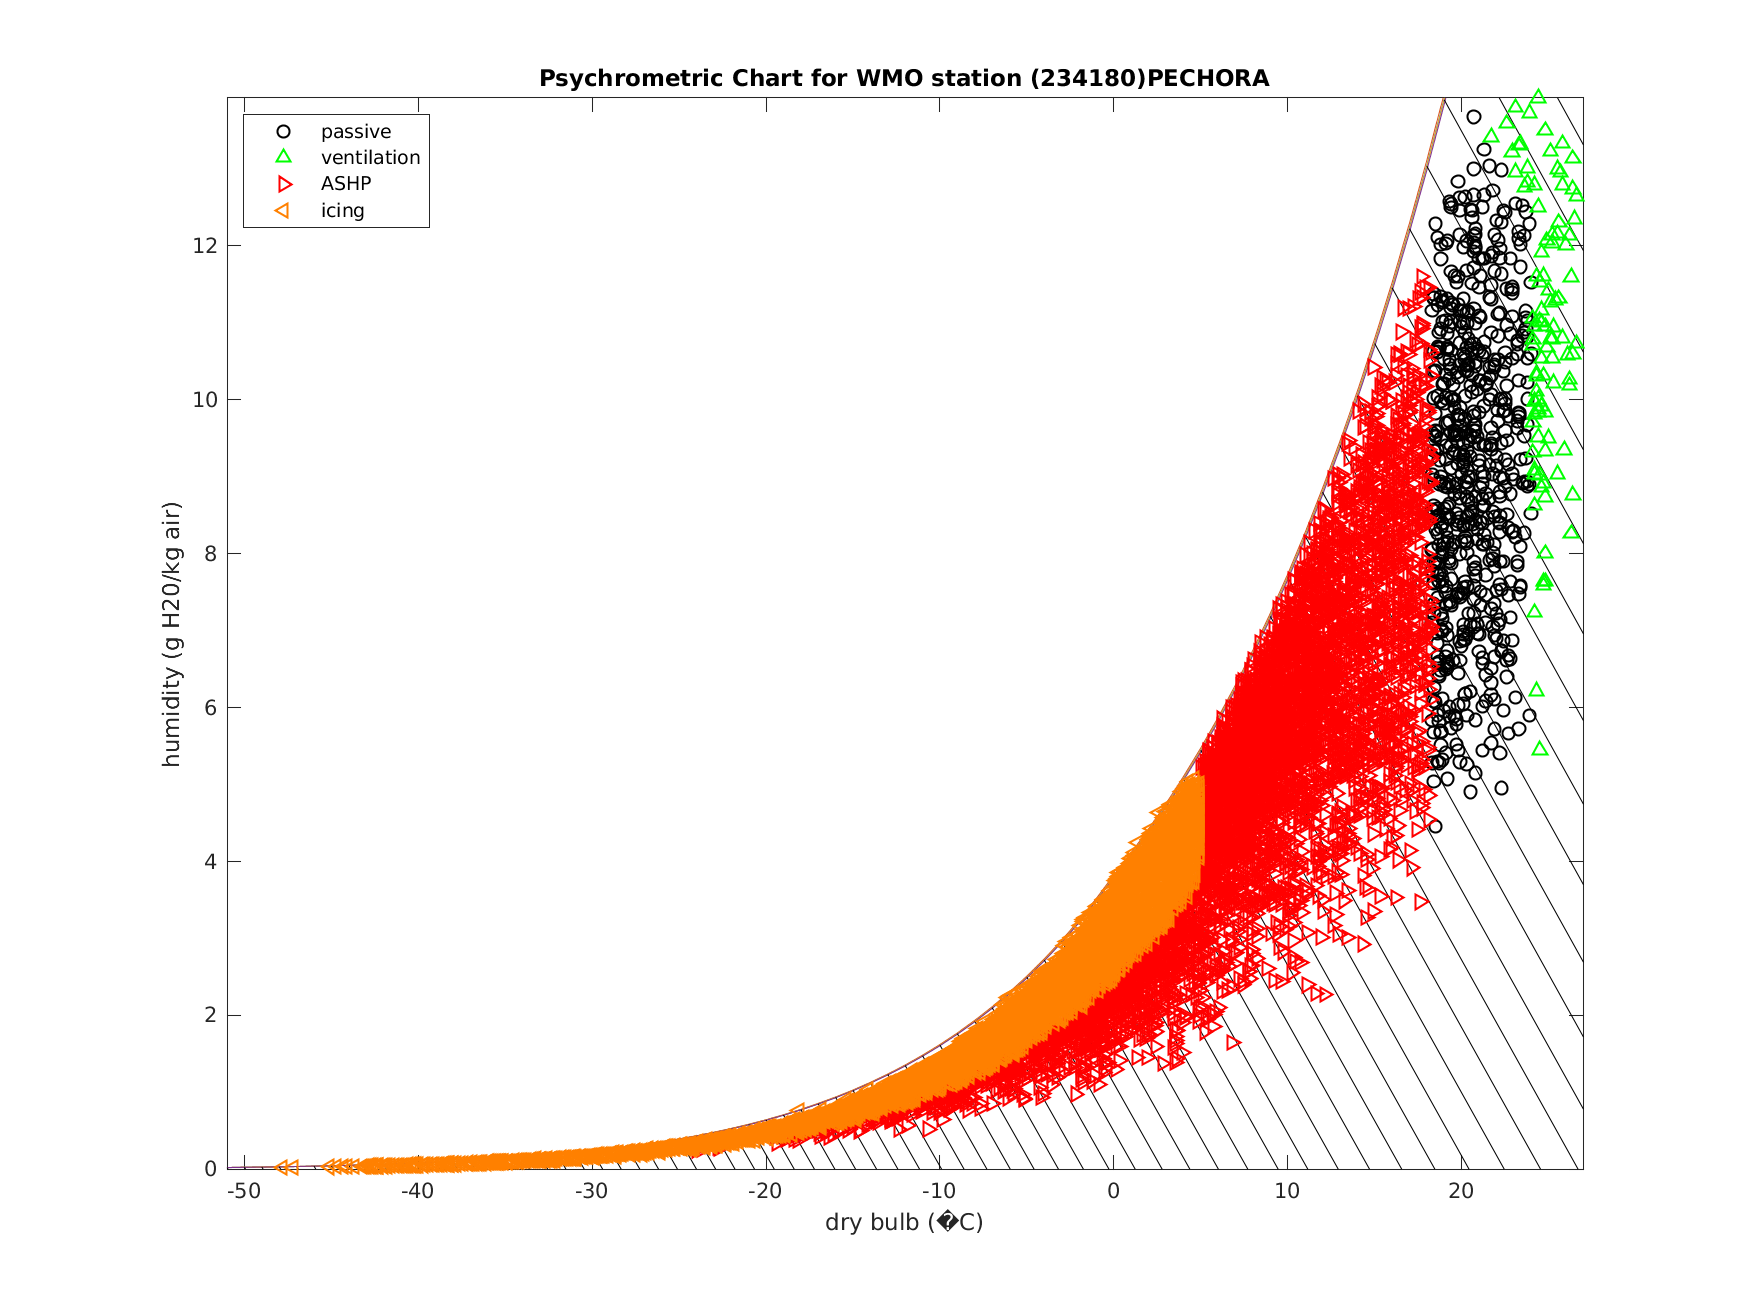 Psychrometric Chart for WMO station (234180)PECHORA
passive
ventilation
ASHP
icing
humidity (g H20/kg air)
12
10
8
6
4
2
0
-50 -40 -30 -20 -10 0 10 20
dry bulb (�C)